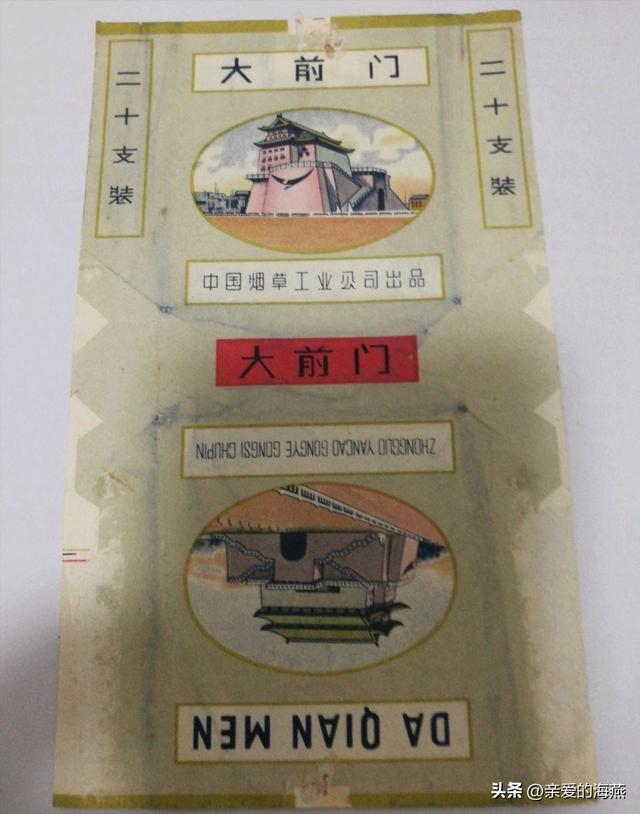 大前门
二十支装
二十支装
中国烟草工业公司出品
大前门
ZHONGGUO YANCAO GONGYE GONGSI CHUPIN
DA QIAN MEN
头条 @亲爱的海燕